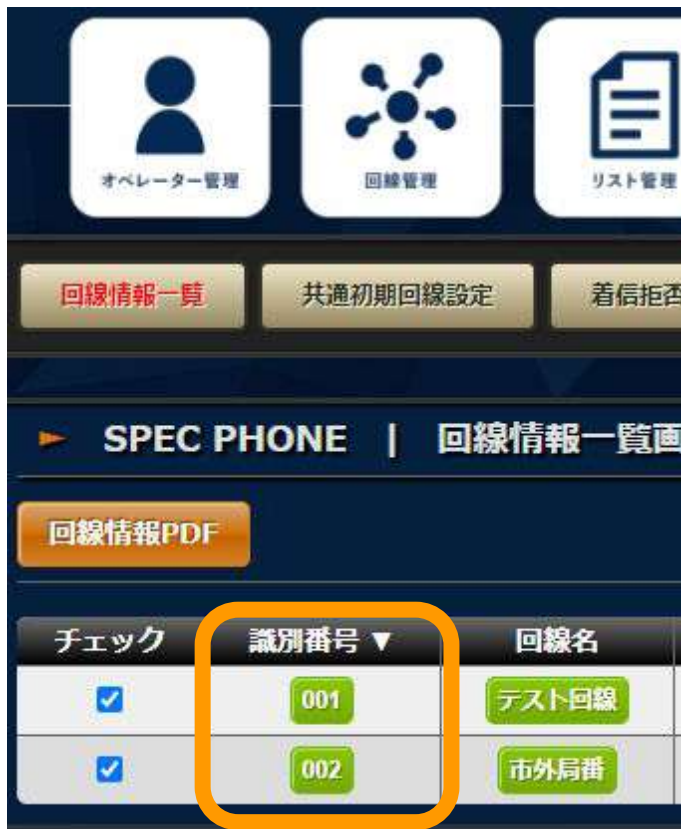 オペレーター管理 回線管理 リスト管理
回線情報一覧 共通初期回線設定 着信拒否
► SPEC PHONE | 回線情報一覧画
回線情報PDF
チェック 識別番号 ▼ 回線名
001 テスト回線
002 市外局番